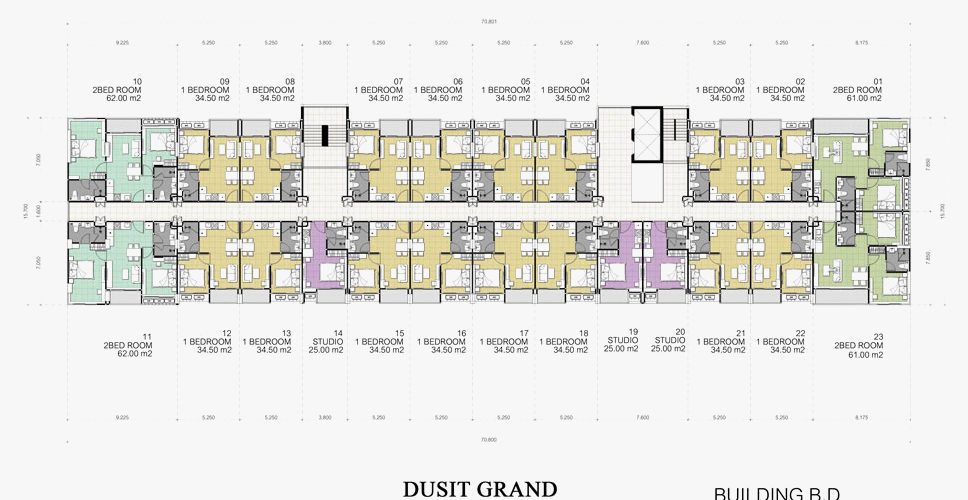 70.801
9.225 5.250 5.250 3.800 5.250 5.250 5.250 5.250 7.600 5.250 5.250 8.175
10 09 08 07 06 05 04 03 02 01
2BED ROOM 1 BEDROOM 1 BEDROOM 1 BEDROOM 1 BEDROOM 1 BEDROOM 1 BEDROOM 1 BEDROOM 1 BEDROOM 2BED ROOM
62.00 m2 34.50 m2 34.50 m2 34.50 m2 34.50 m2 34.50 m2 34.50 m2 34.50 m2 34.50 m2 61.00 m2
7.050 7.850
15.700 1.600 15.700
7.050 7.850
11 12 13 14 15 16 17 18 19 20 21 22 23
2BED ROOM 1 BEDROOM 1 BEDROOM STUDIO 1 BEDROOM 1 BEDROOM 1 BEDROOM 1 BEDROOM STUDIO STUDIO 1 BEDROOM 1 BEDROOM 2BED ROOM
62.00 m2 34.50 m2 34.50 m2 25.00 m2 34.50 m2 34.50 m2 34.50 m2 34.50 m2 25.00 m2 25.00 m2 34.50 m2 34.50 m2 61.00 m2
9.225 5.250 5.250 3.800 5.250 5.250 5.250 5.250 7.600 5.250 5.250 8.175
70.800
DUSIT GRAND
BUILDING B,D